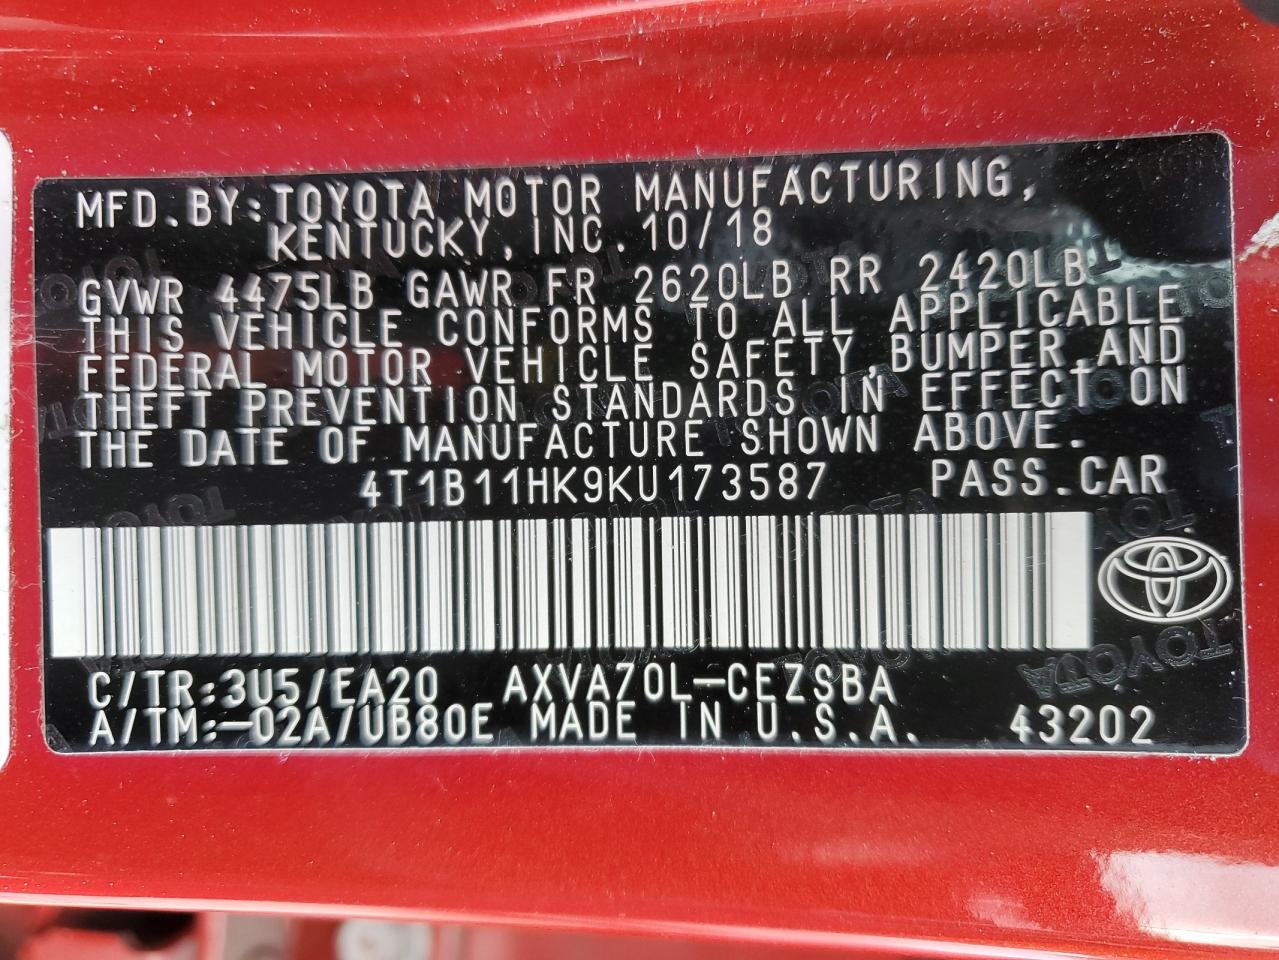 MFD.BY:TOYOTA MOTOR MANUFACTURING,
KENTUCKY,INC.10/18
GVWR 4475LB GAWR FR 2620LB RR 2420LB
THIS VEHICLE CONFORMS TO ALL APPLICABLE
FEDERAL MOTOR VEHICLE SAFETY,BUMPER,AND
THEFT PREVENTION STANDARDS IN EFFECT ON
THE DATE OF MANUFACTURE SHOWN ABOVE.
4T1B11HK9KU173587 PASS.CAR
C/TR:3U5/EA20 AXVA70L-CEZSBA
A/TM:-02A/UB80E MADE IN U.S.A. 43202